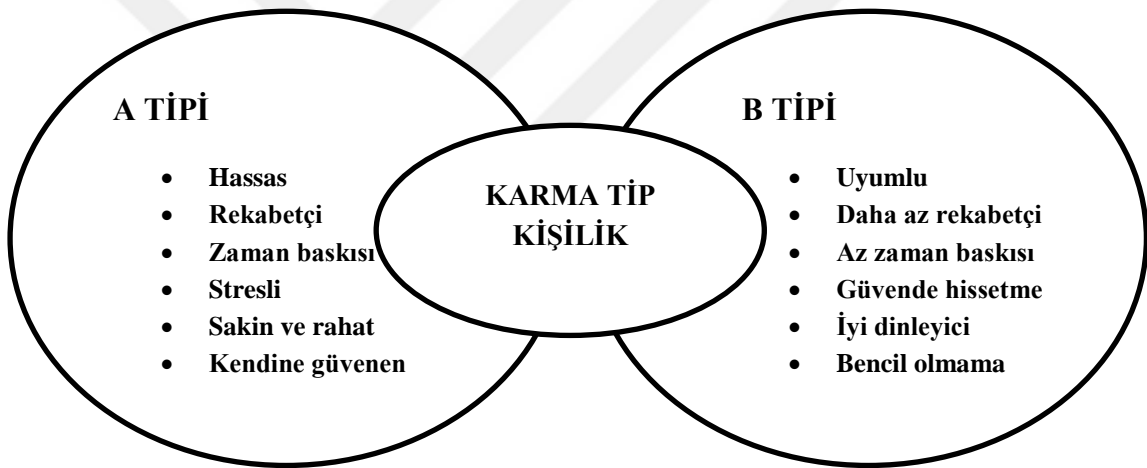 A TİPİ
• Hassas
• Rekabetçi
• Zaman baskısı
• Stresli
• Sakin ve rahat
• Kendine güvenen
KARMA TİP
KİŞİLİK
B TİPİ
• Uyumlu
• Daha az rekabetçi
• Az zaman baskısı
• Güvende hissetme
• İyi dinleyici
• Bencil olmama